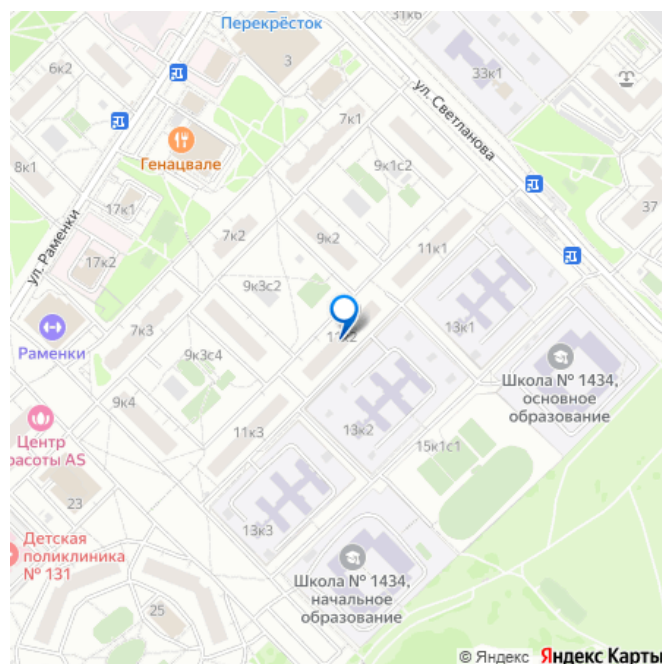 Перекрёсток
31к6
6к2
3
33к1
ул. Светланова
7к1
Генацвале
8к1
9к1с2
17к1
37
ул. Раменки
7к2
9к2
11к1
17к2
9к3с2
13к1
Раменки
7к3
9к3с4
Школа № 1434,
основное
образование
9к4
11к3
13к2
15к1с1
Центр
красоты AS
23
13к3
Детская
поликлиника
№ 131
Школа № 1434,
начальное
образование
25
© Яндекс Яндекс Карты